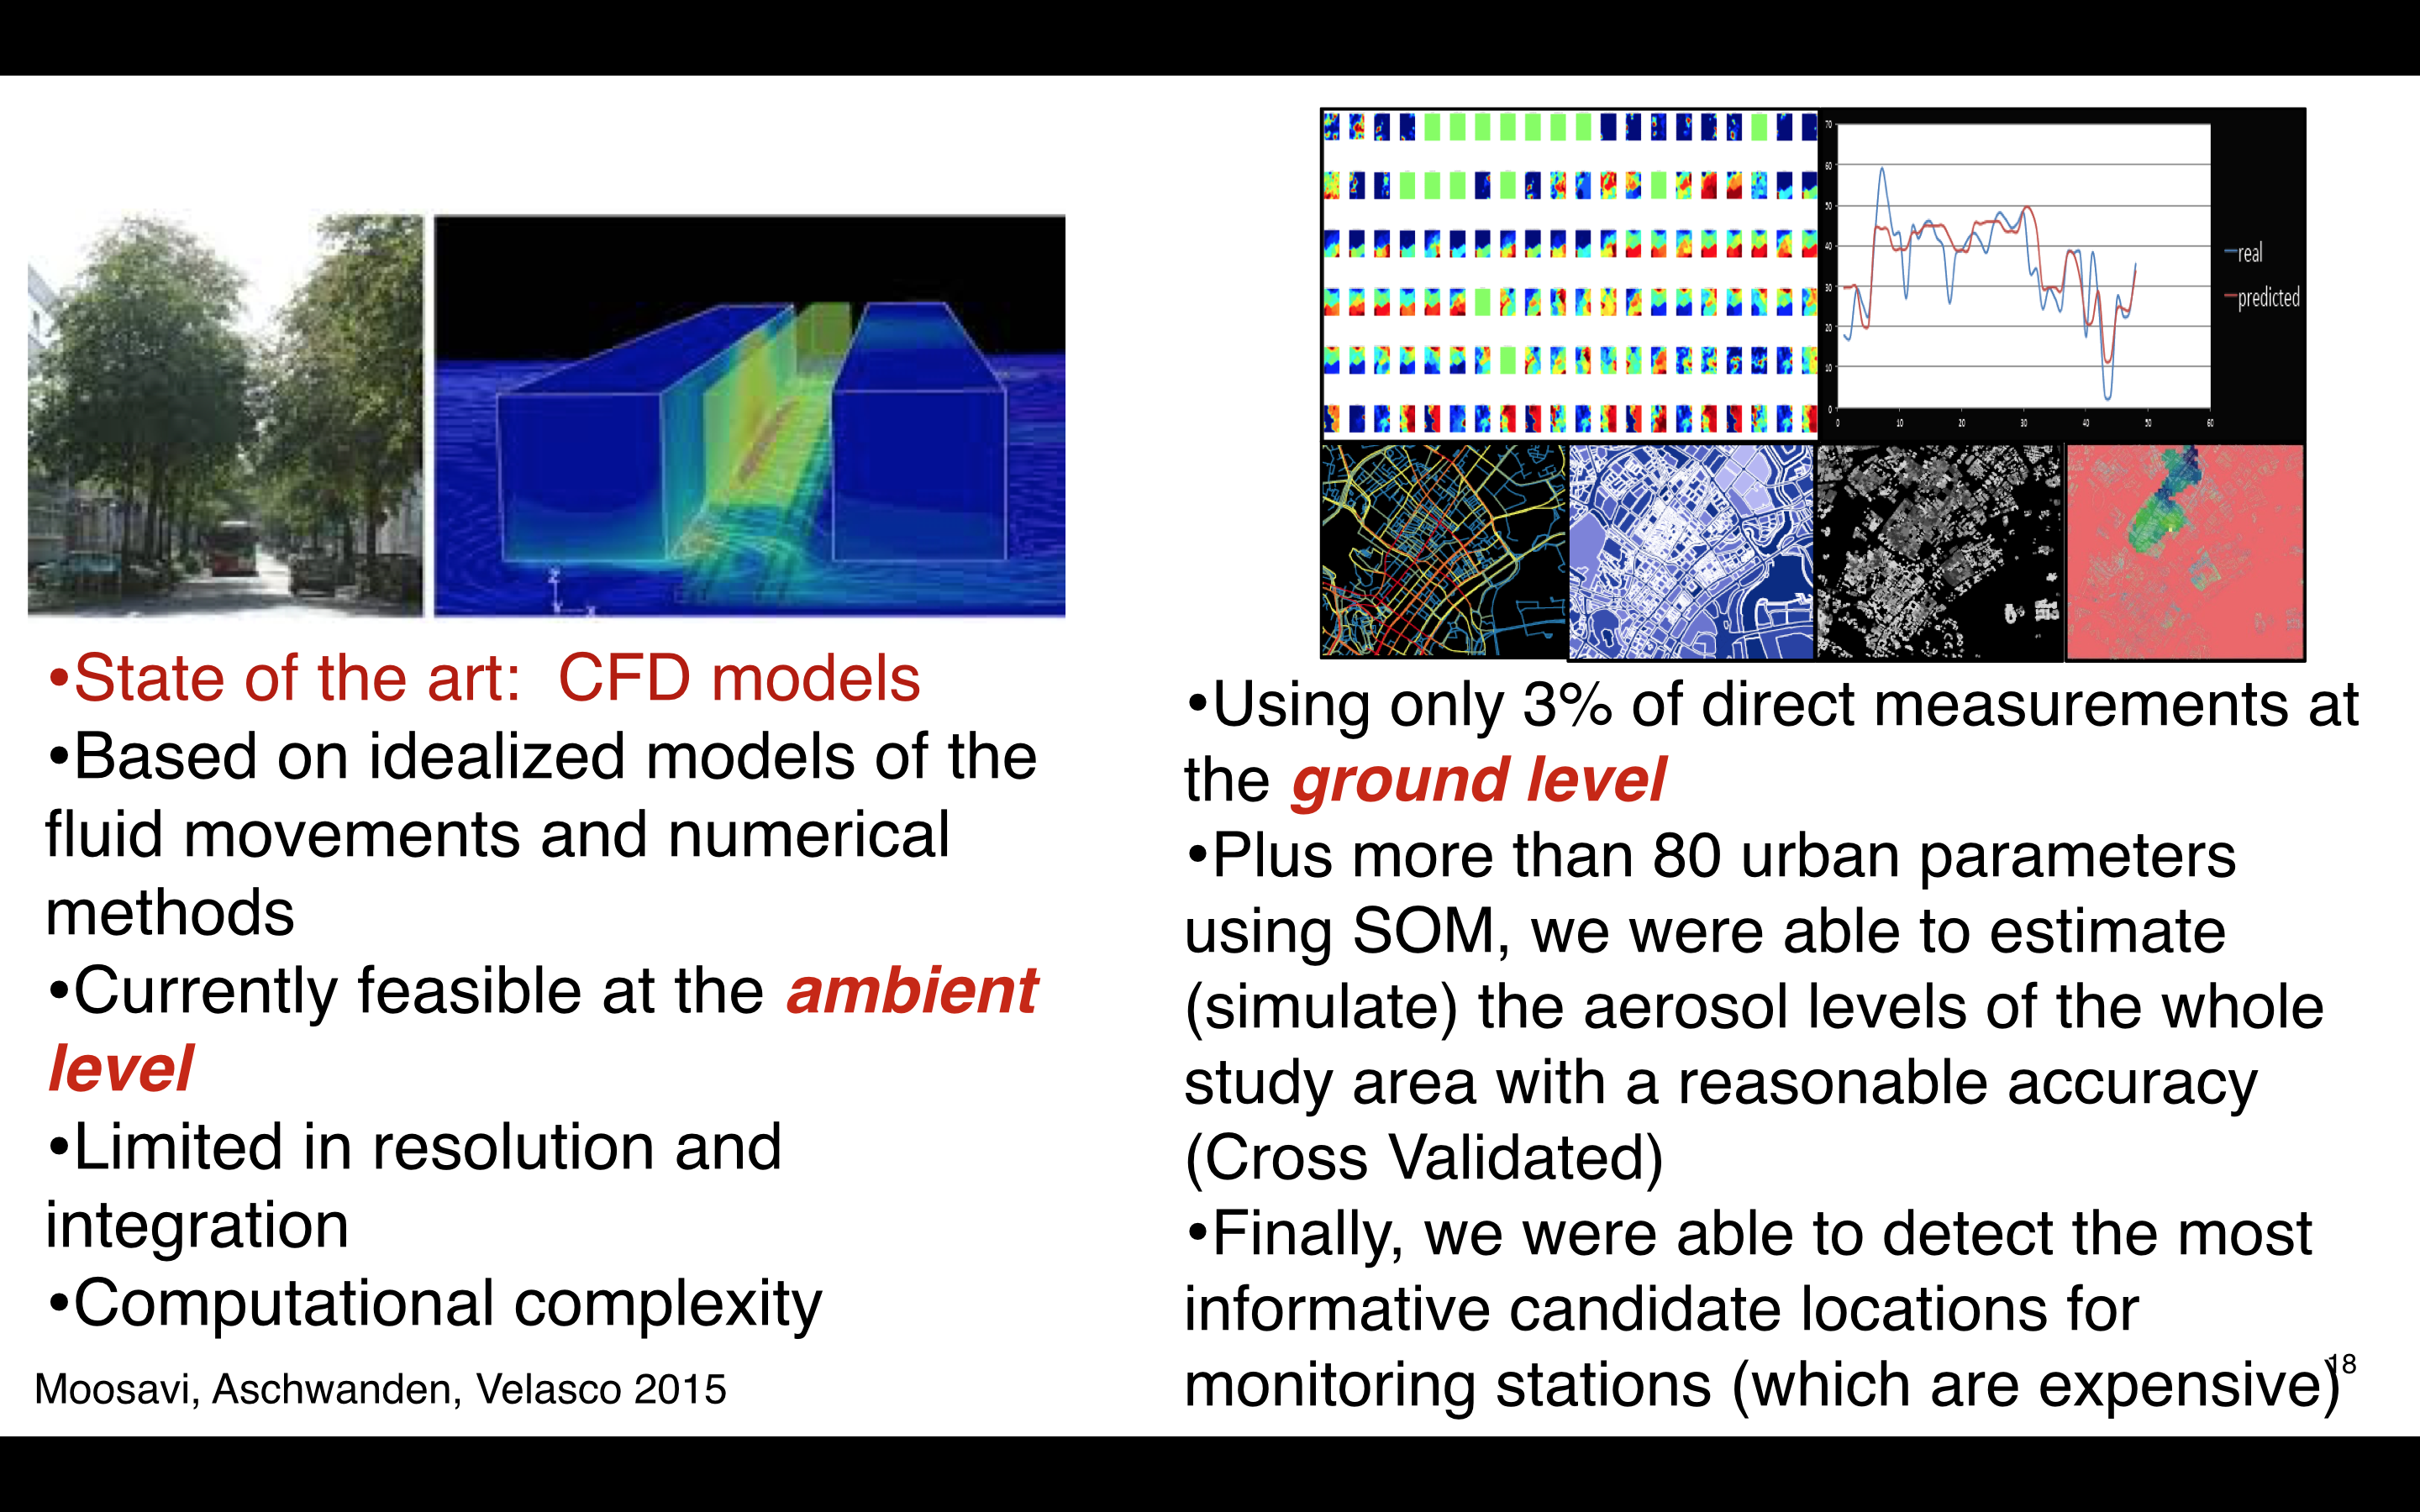 •State of the art:  CFD models
•Based on idealized models of the
fluid movements and numerical
methods
•Currently feasible at the ambient
level
•Limited in resolution and
integration
•Computational complexity
Moosavi, Aschwanden, Velasco 2015
70
60
50
40
30
20
10
0
0 10 20 30 40 50 60
real
predicted
•Using only 3% of direct measurements at
the ground level
•Plus more than 80 urban parameters
using SOM, we were able to estimate
(simulate) the aerosol levels of the whole
study area with a reasonable accuracy
(Cross Validated)
•Finally, we were able to detect the most
informative candidate locations for
monitoring stations (which are expensive)
18